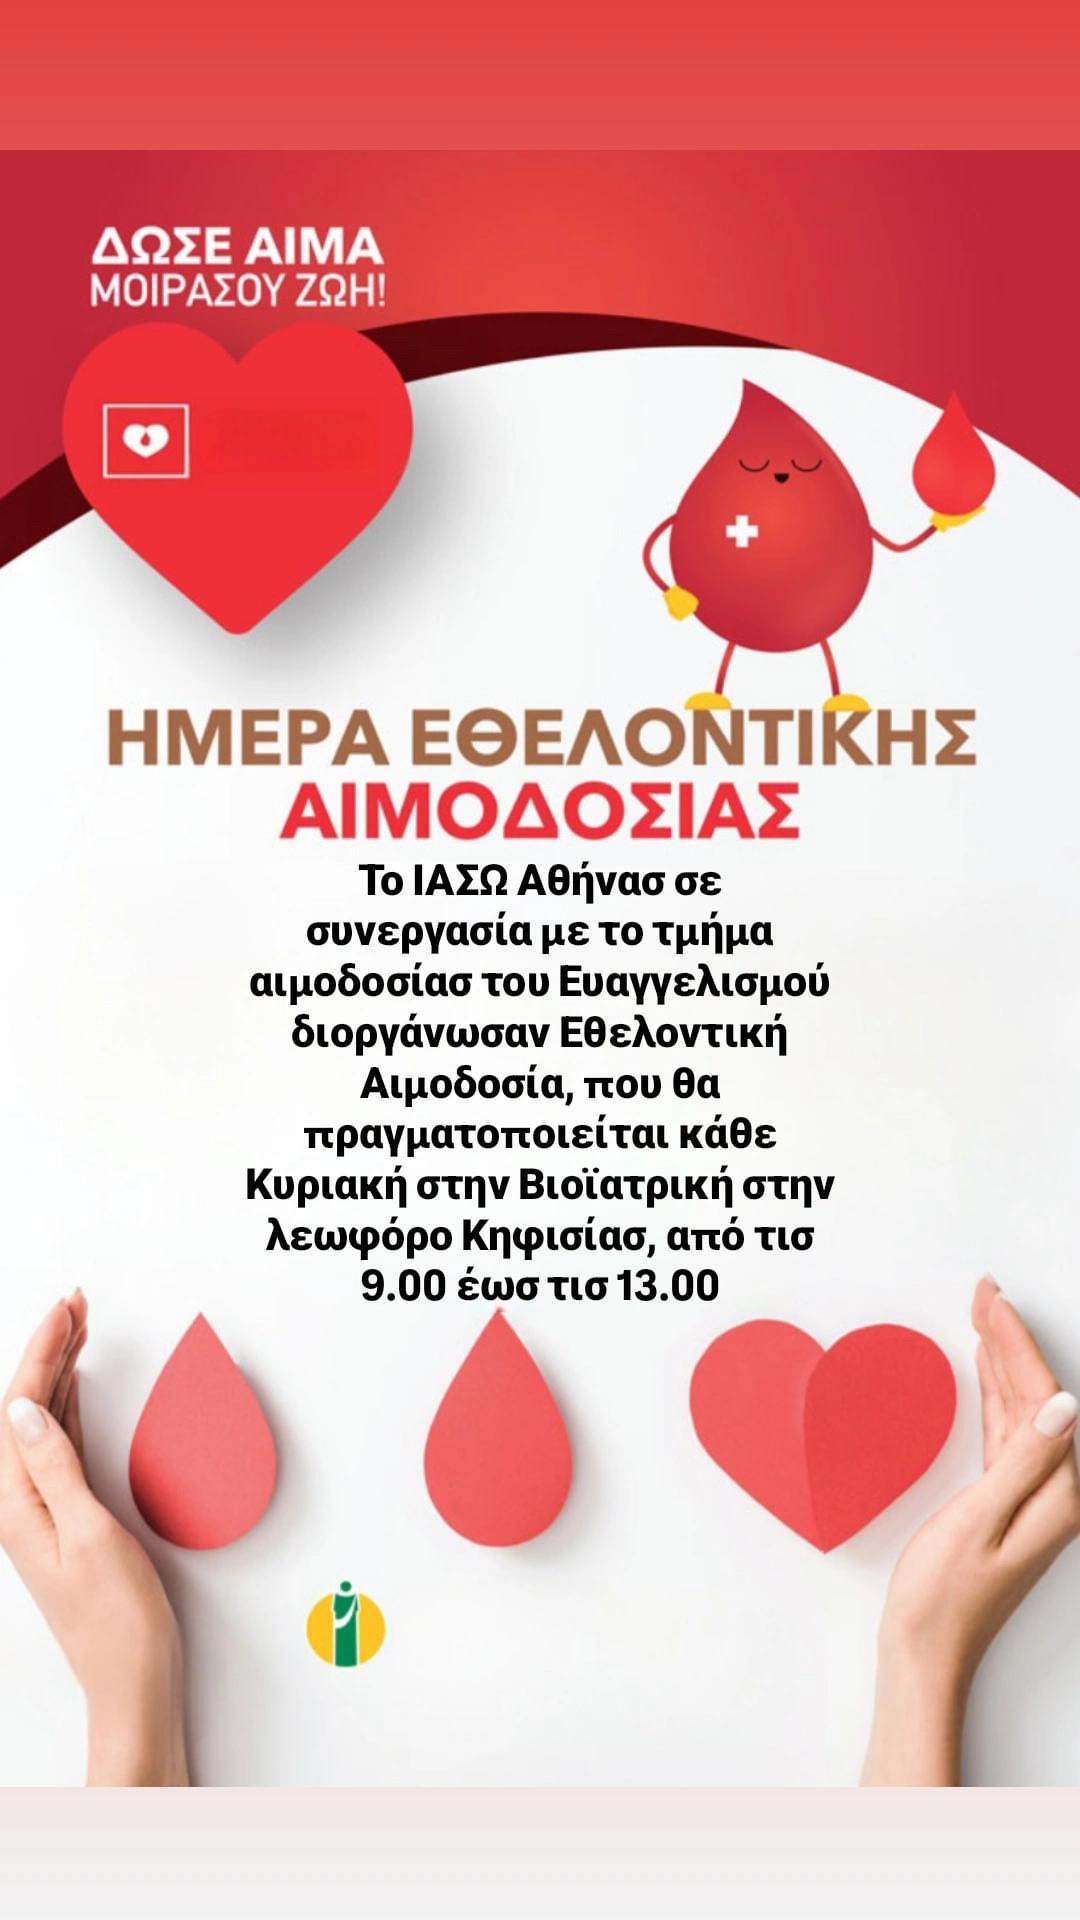 ΔΩΣΕ ΑΙΜΑ
ΜΟΙΡΑΣΟΥ ΖΩΗ!
ΗΜΕΡΑ ΕΘΕΛΟΝΤΙΚΗΣ
ΑΙΜΟΔΟΣΙΑΣ
Το ΙΑΣΩ Αθήνασ σε
συνεργασία με το τμήμα
αιμοδοσίασ του Ευαγγελισμού
διοργάνωσαν Εθελοντική
Αιμοδοσία, που θα
πραγματοποιείται κάθε
Κυριακή στην Βιοϊατρική στην
λεωφόρο Κηφισίασ, από τισ
9.00 έωσ τισ 13.00